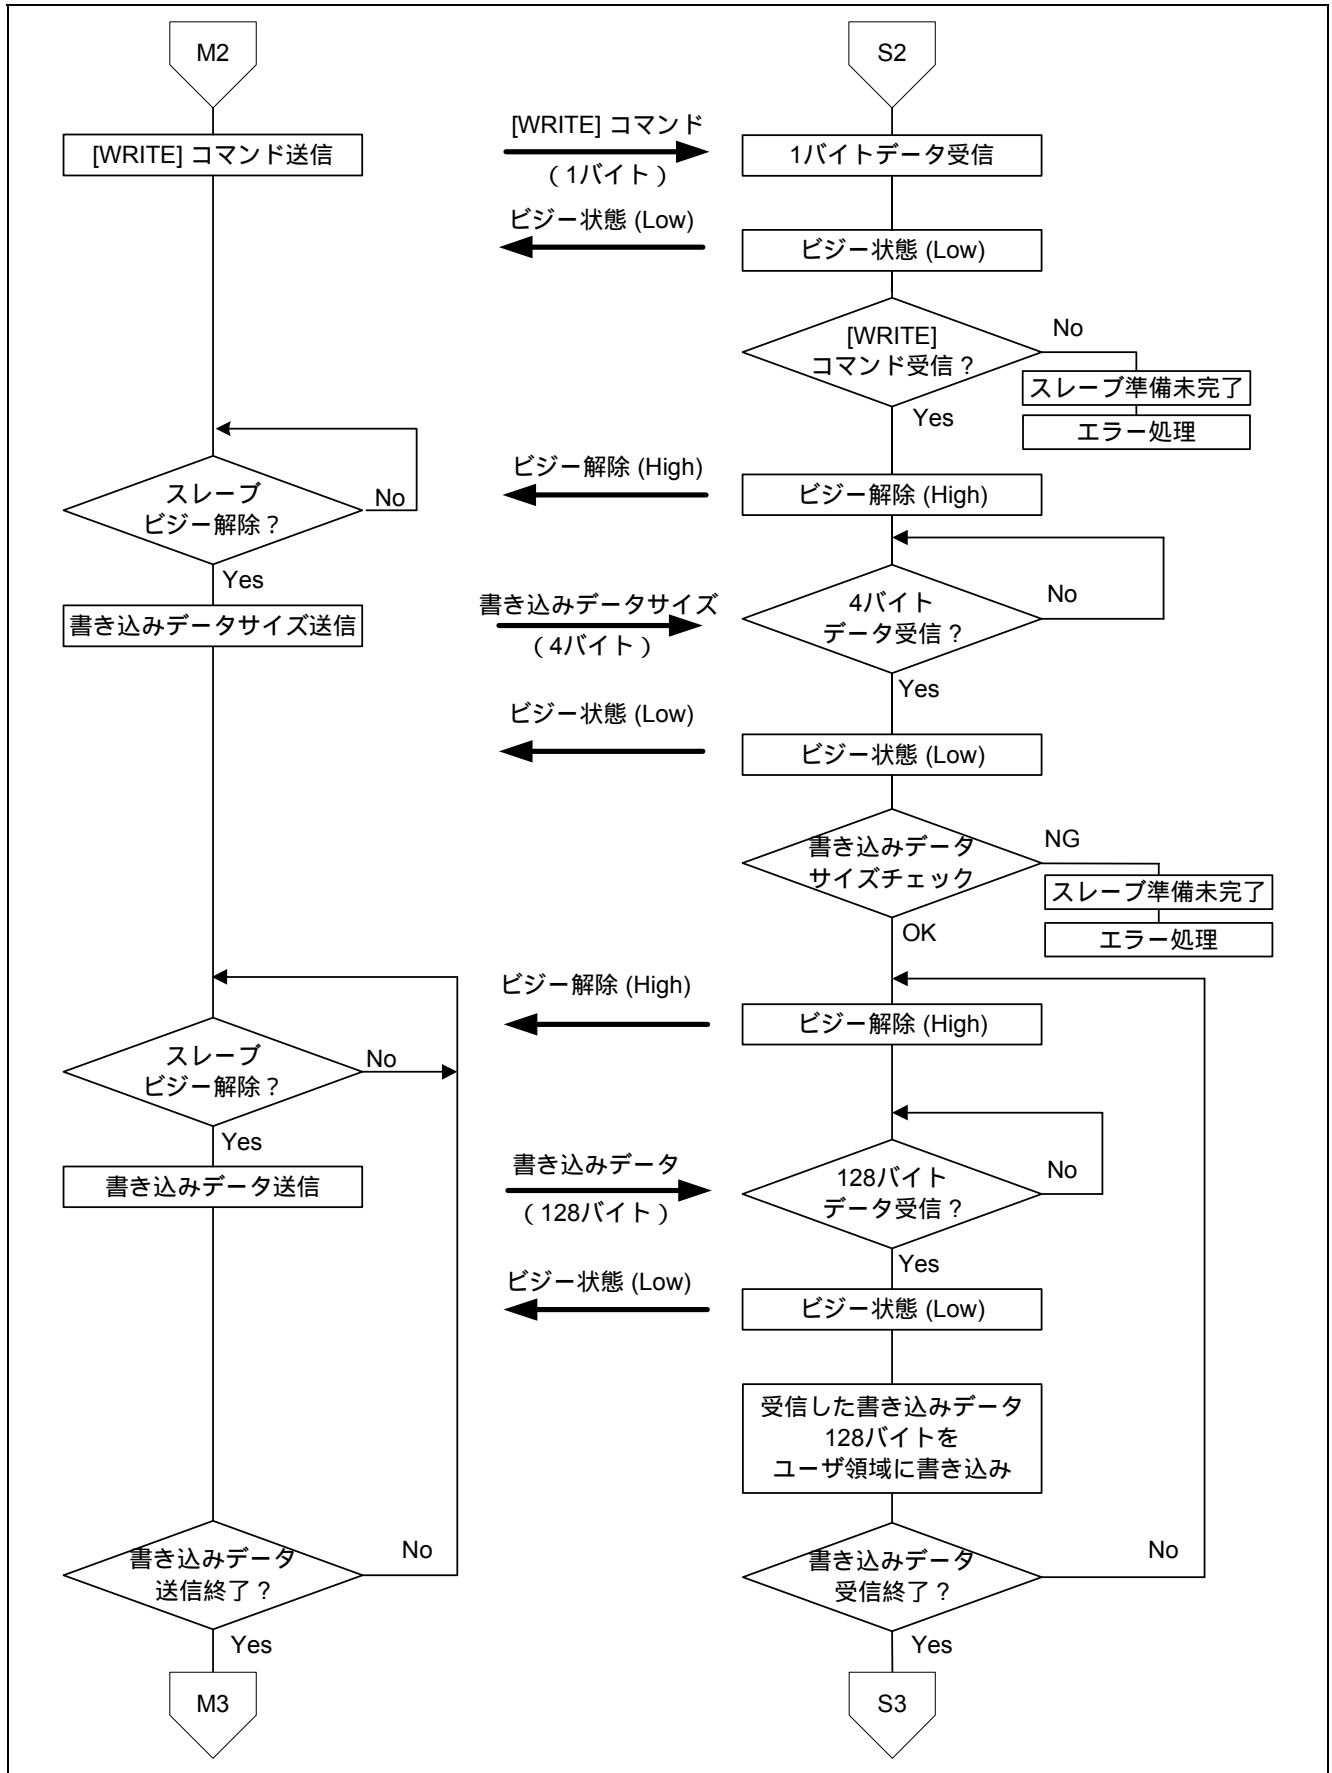 M2
S2
[WRITE] コマンド
[WRITE] コマンド送信
1バイトデータ受信
（1バイト）
ビジー状態 (Low)
ビジー状態 (Low)
[WRITE]
コマンド受信？
No
スレーブ準備未完了
エラー処理
Yes
ビジー解除 (High)
ビジー解除 (High)
スレーブ
ビジー解除？
No
Yes
4バイト
データ受信？
No
書き込みデータサイズ
書き込みデータサイズ送信
（4バイト）
Yes
ビジー状態 (Low)
ビジー状態 (Low)
書き込みデータ
サイズチェック
NG
スレーブ準備未完了
エラー処理
OK
ビジー解除 (High)
ビジー解除 (High)
スレーブ
ビジー解除？
No
Yes
書き込みデータ
書き込みデータ送信
（128バイト）
128バイト
データ受信？
No
Yes
ビジー状態 (Low)
ビジー状態 (Low)
受信した書き込みデータ
128バイトを
ユーザ領域に書き込み
書き込みデータ
送信終了？
No
書き込みデータ
受信終了？
No
Yes
Yes
M3
S3